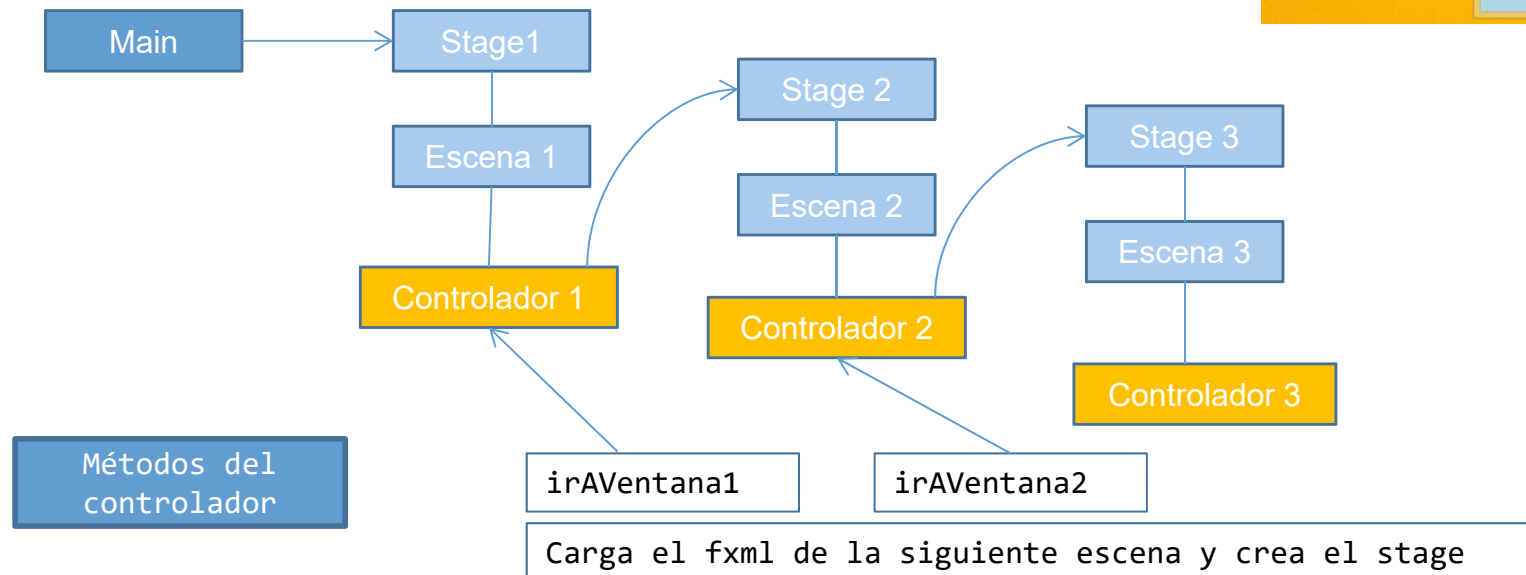 Main
Stage1
Stage 2
Stage 3
Escena 1
Escena 2
Escena 3
Controlador 1
Controlador 2
Controlador 3
Métodos del
controlador
irAVentana1
irAVentana2
Carga el fxml de la siguiente escena y crea el stage